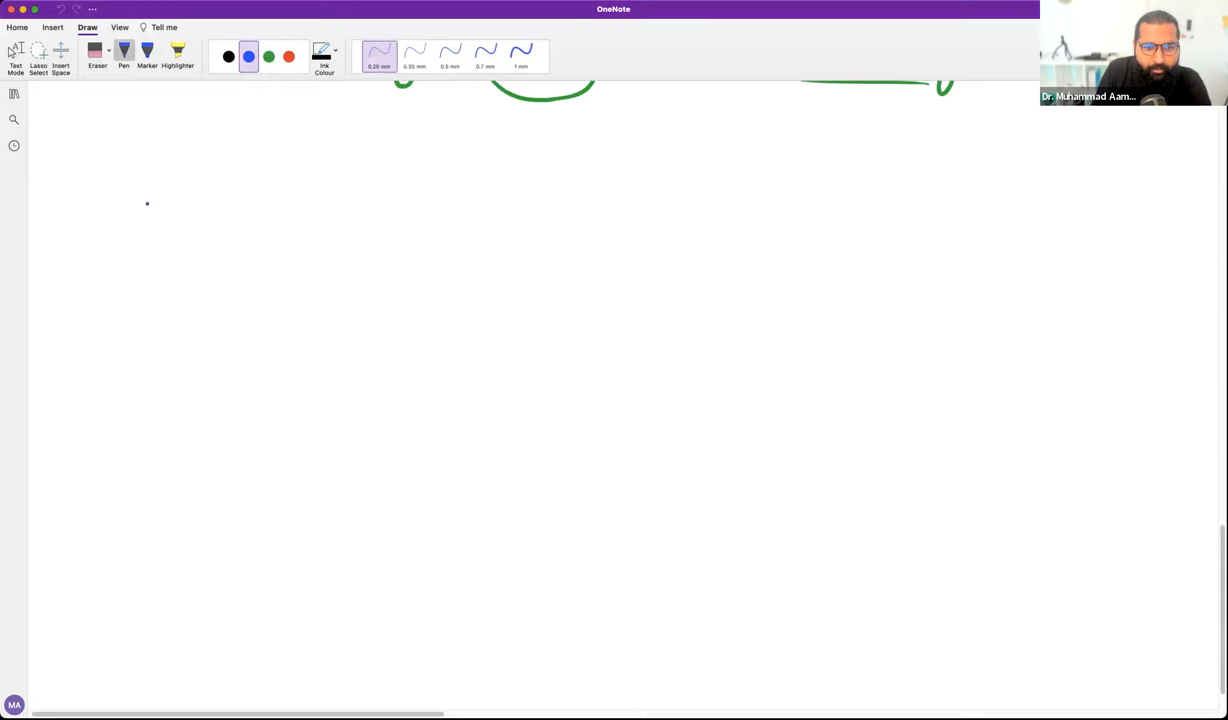 OneNote
Home Insert Draw View Tell me
Text Mode
Lasso Select
Insert Space
Eraser
Pen
Marker
Highlighter
Ink Colour
0.25 mm
0.35 mm
0.5 mm
0.7 mm
1 mm
Dr. Muhammad Aam...
MA